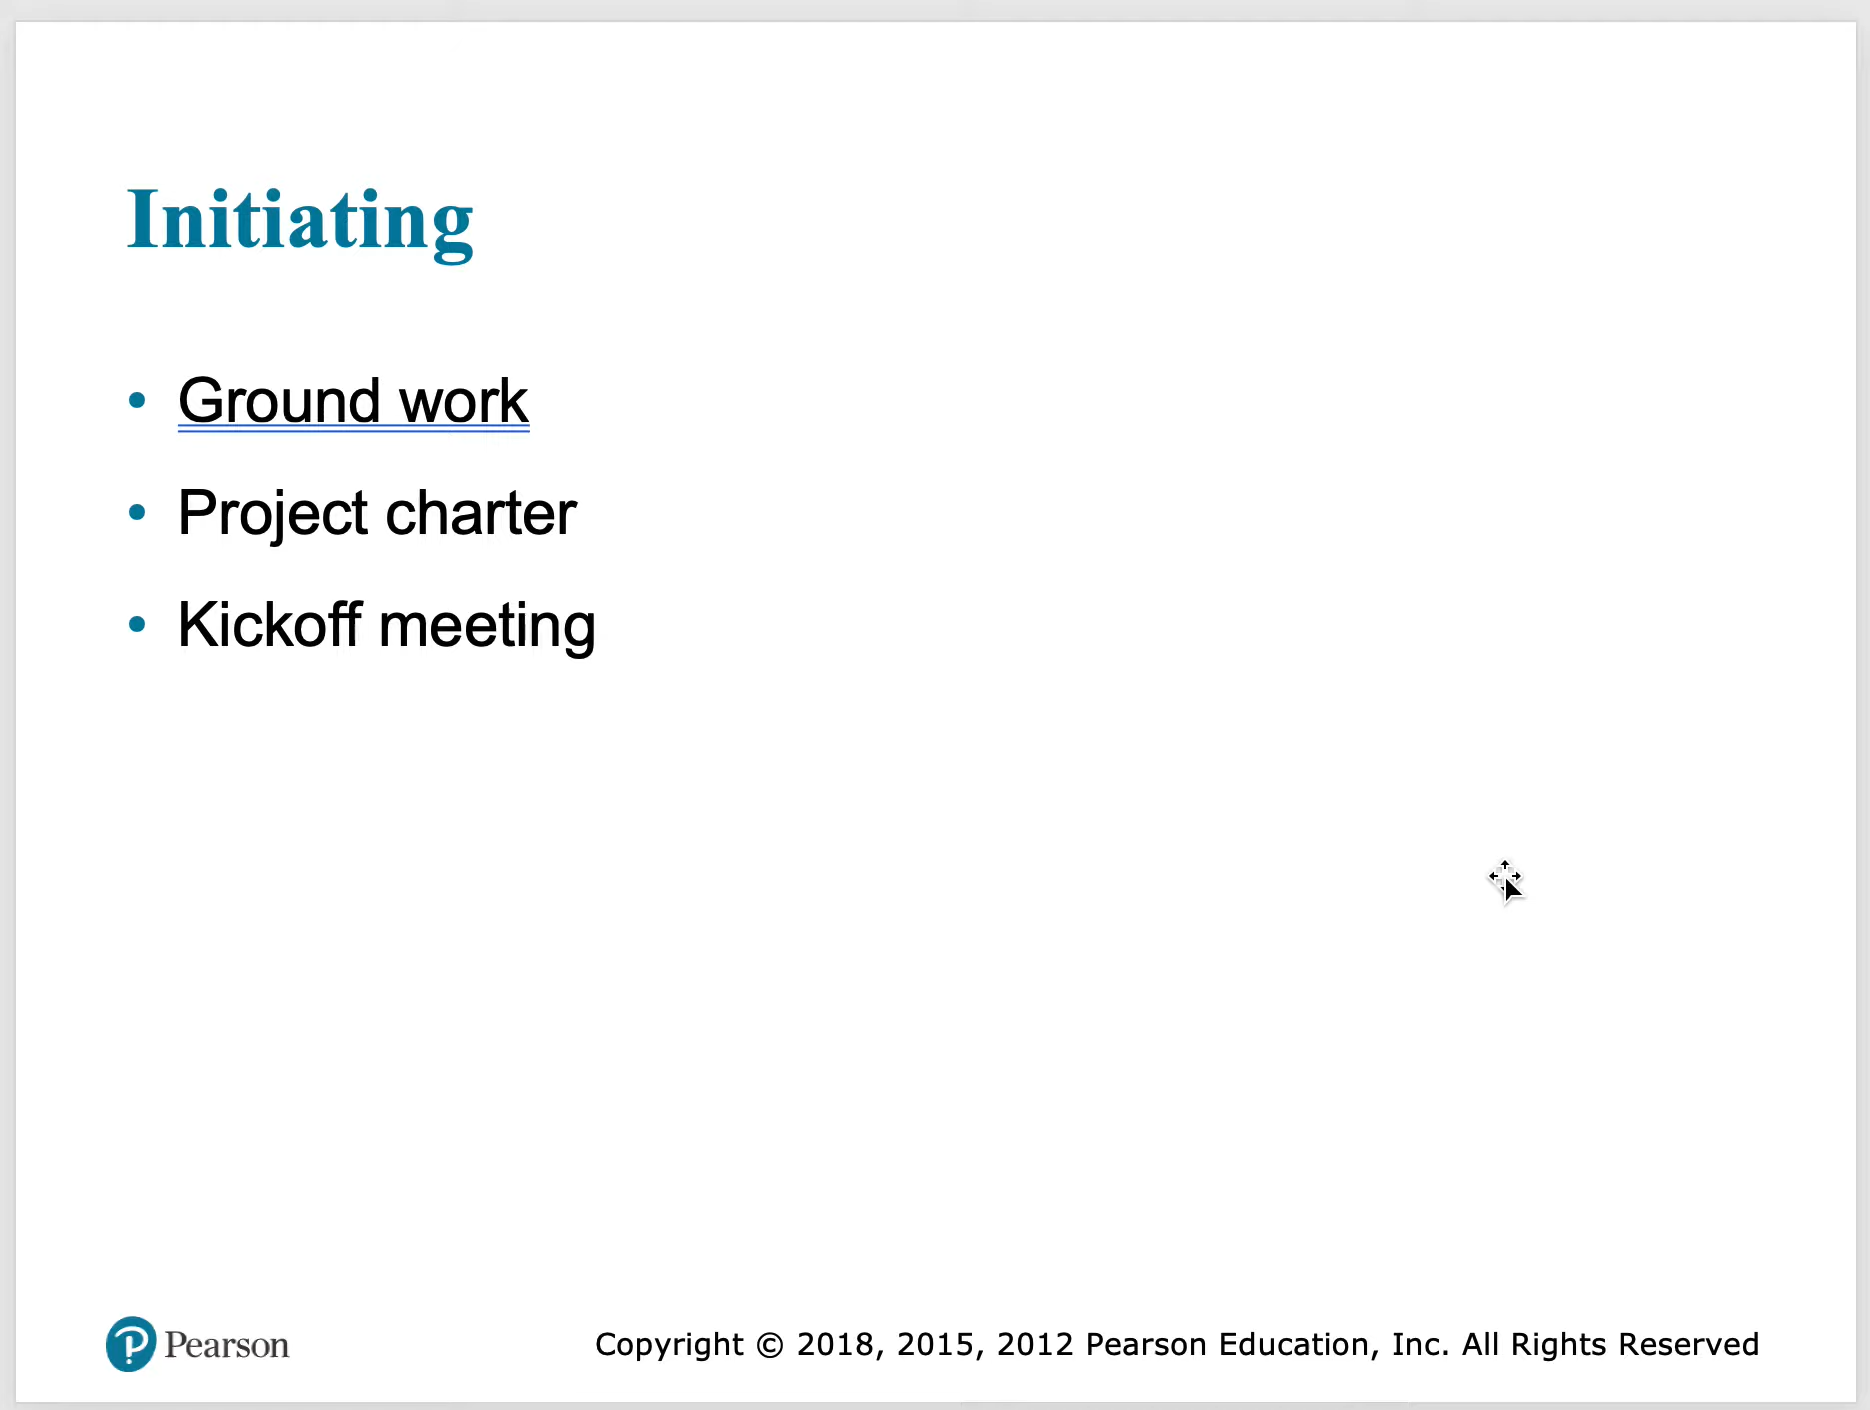 Initiating
• Ground work
• Project charter
• Kickoff meeting
Pearson
Copyright © 2018, 2015, 2012 Pearson Education, Inc. All Rights Reserved